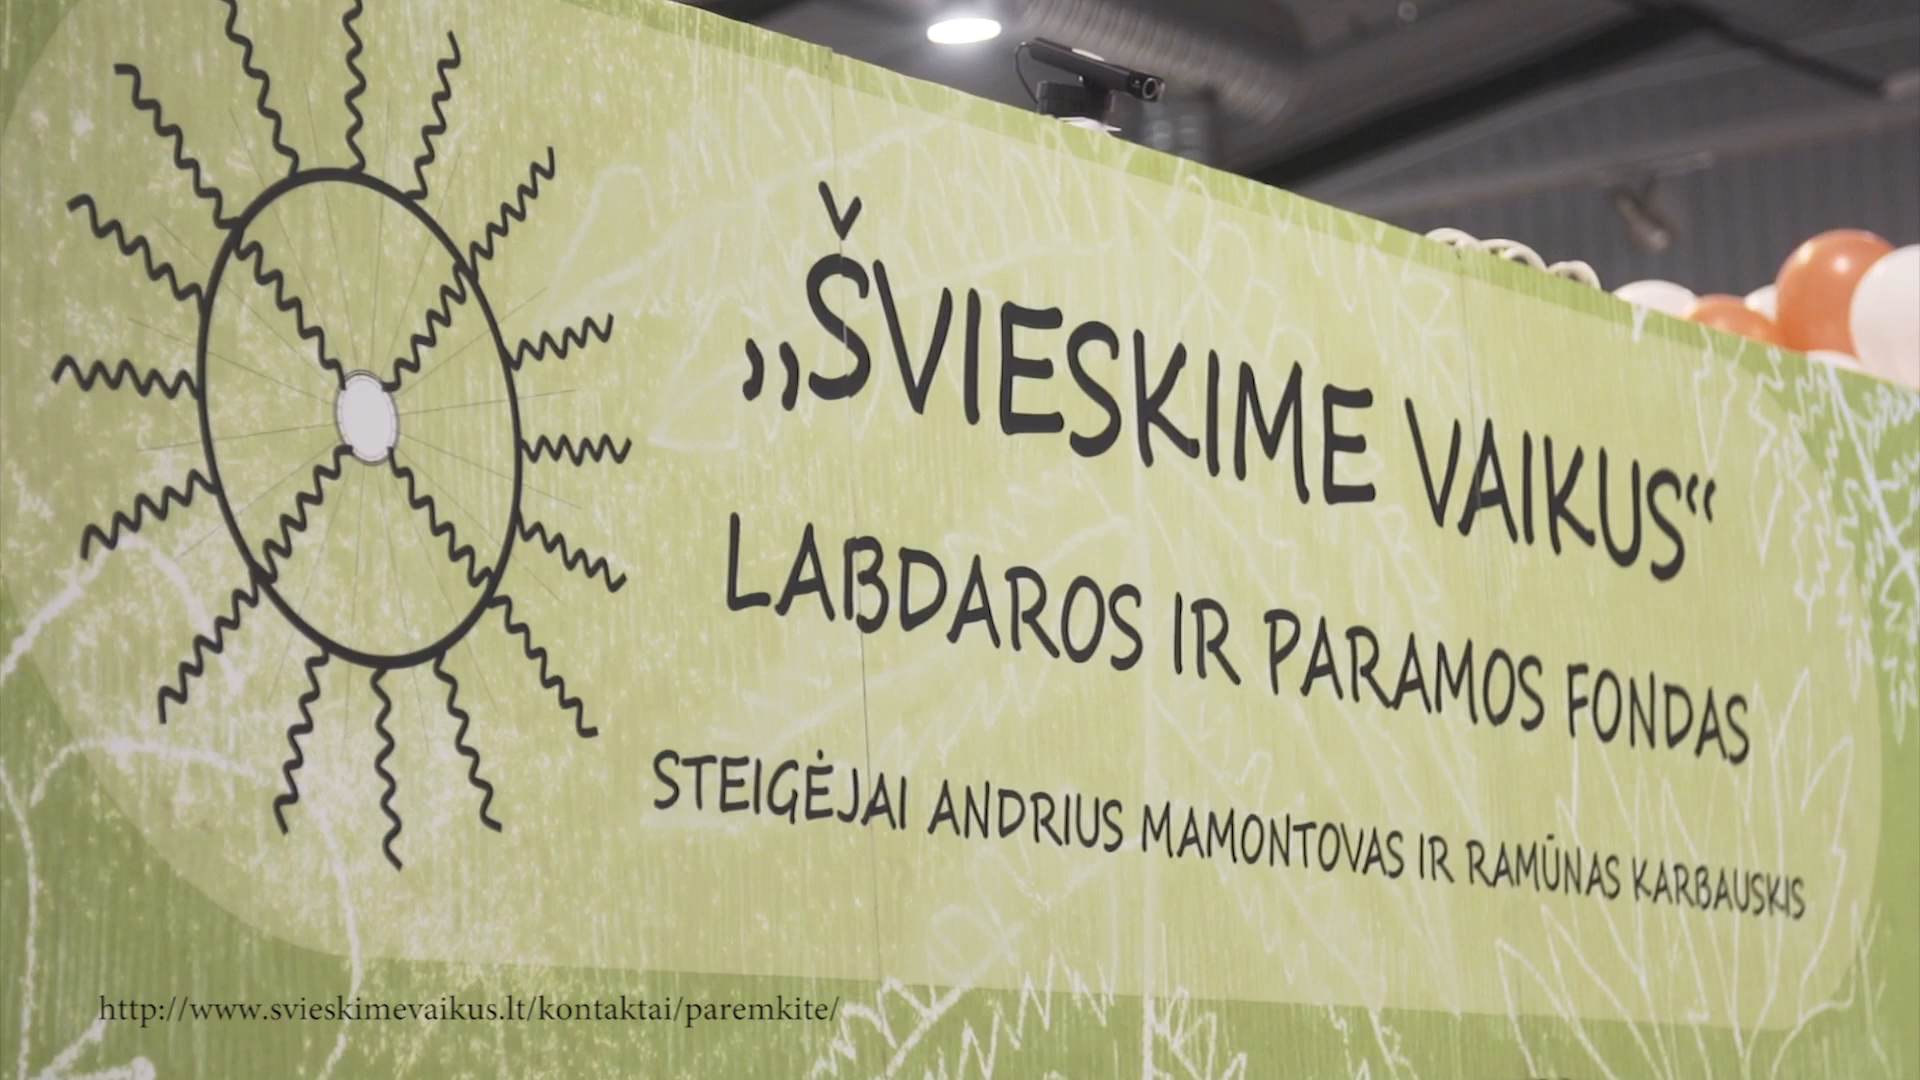 „ŠVIESKIME VAIKUS“
LABDAROS IR PARAMOS FONDAS
STEIGĖJAI ANDRIUS MAMONTOVAS IR RAMŪNAS KARBAUSKIS
http://www.svieskimevaikus.lt/kontaktai/paremkite/